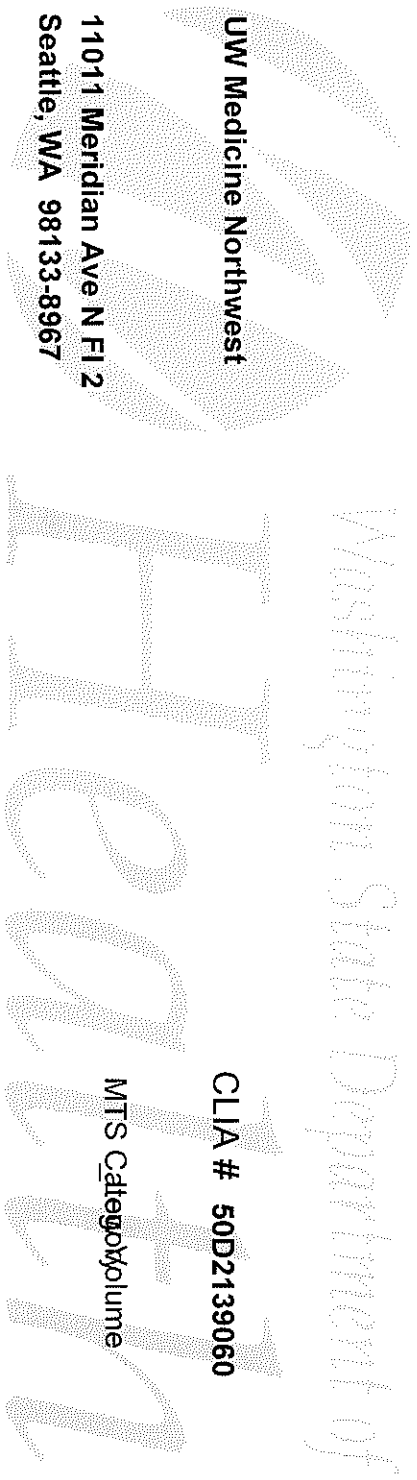 Washington State Department of
Health
UW Medicine Northwest
11011 Meridian Ave N Fl 2
Seattle, WA 98133-8967
CLIA # 50D2139060
MTS Category
Volume